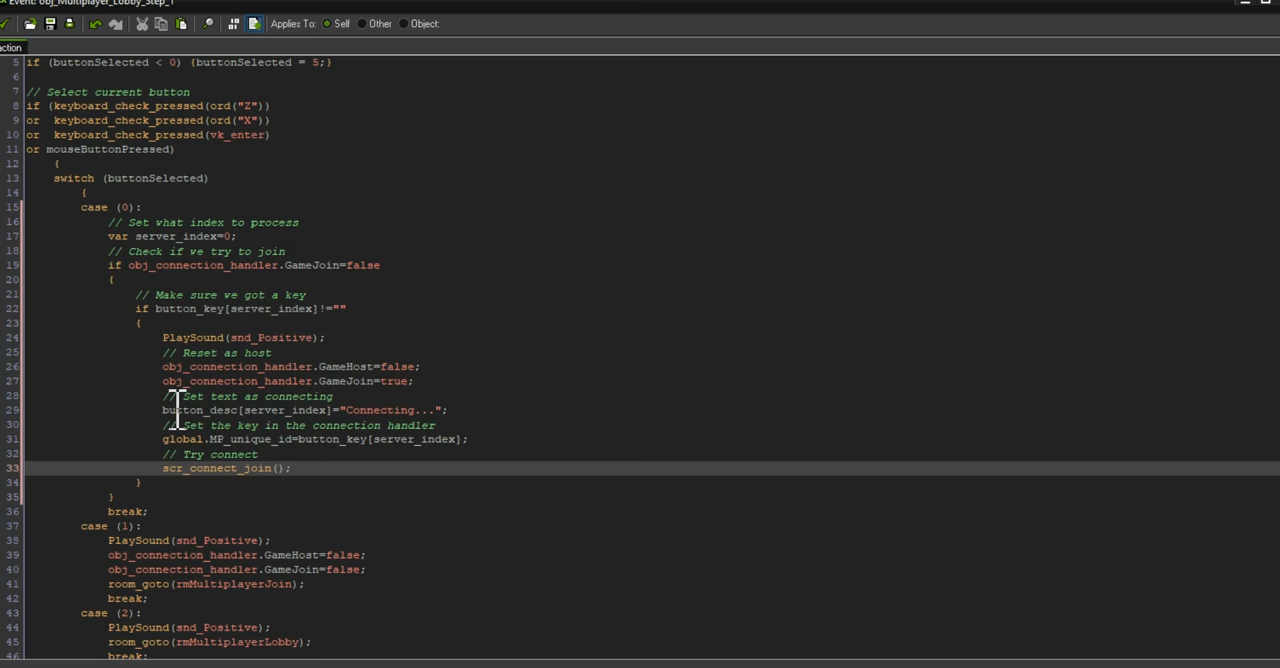 Event: obj_Multiplayer_Lobby_Step_1
Applies To: Self Other Object:
action
5 if (buttonSelected < 0) {buttonSelected = 5;}
6
7 // Select current button
8 if (keyboard_check_pressed(ord("Z"))
9 or keyboard_check_pressed(ord("X"))
10 or keyboard_check_pressed(vk_enter)
11 or mouseButtonPressed)
12 {
13 switch (buttonSelected)
14 {
15 case (0):
16 // Set what index to process
17 var server_index=0;
18 // Check if we try to join
19 if obj_connection_handler.GameJoin=false
20 {
21 // Make sure we got a key
22 if button_key[server_index]!=""
23 {
24 PlaySound(snd_Positive);
25 // Reset as host
26 obj_connection_handler.GameHost=false;
27 obj_connection_handler.GameJoin=true;
28 // Set text as connecting
29 button_desc[server_index]="Connecting...";
30 // Set the key in the connection handler
31 global.MP_unique_id=button_key[server_index];
32 // Try connect
33 scr_connect_join();
34 }
35 }
36 break;
37 case (1):
38 PlaySound(snd_Positive);
39 obj_connection_handler.GameHost=false;
40 obj_connection_handler.GameJoin=false;
41 room_goto(rmMultiplayerJoin);
42 break;
43 case (2):
44 PlaySound(snd_Positive);
45 room_goto(rmMultiplayerLobby);
46 break;